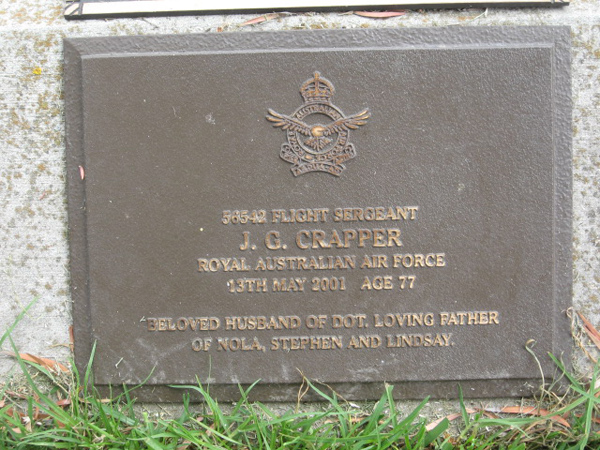 56542 FLIGHT SERGEANT
J. G. CRAPPER
ROYAL AUSTRALIAN AIR FORCE
13TH MAY 2001 AGE 77
BELOVED HUSBAND OF DOT. LOVING FATHER
OF NOLA, STEPHEN AND LINDSAY.